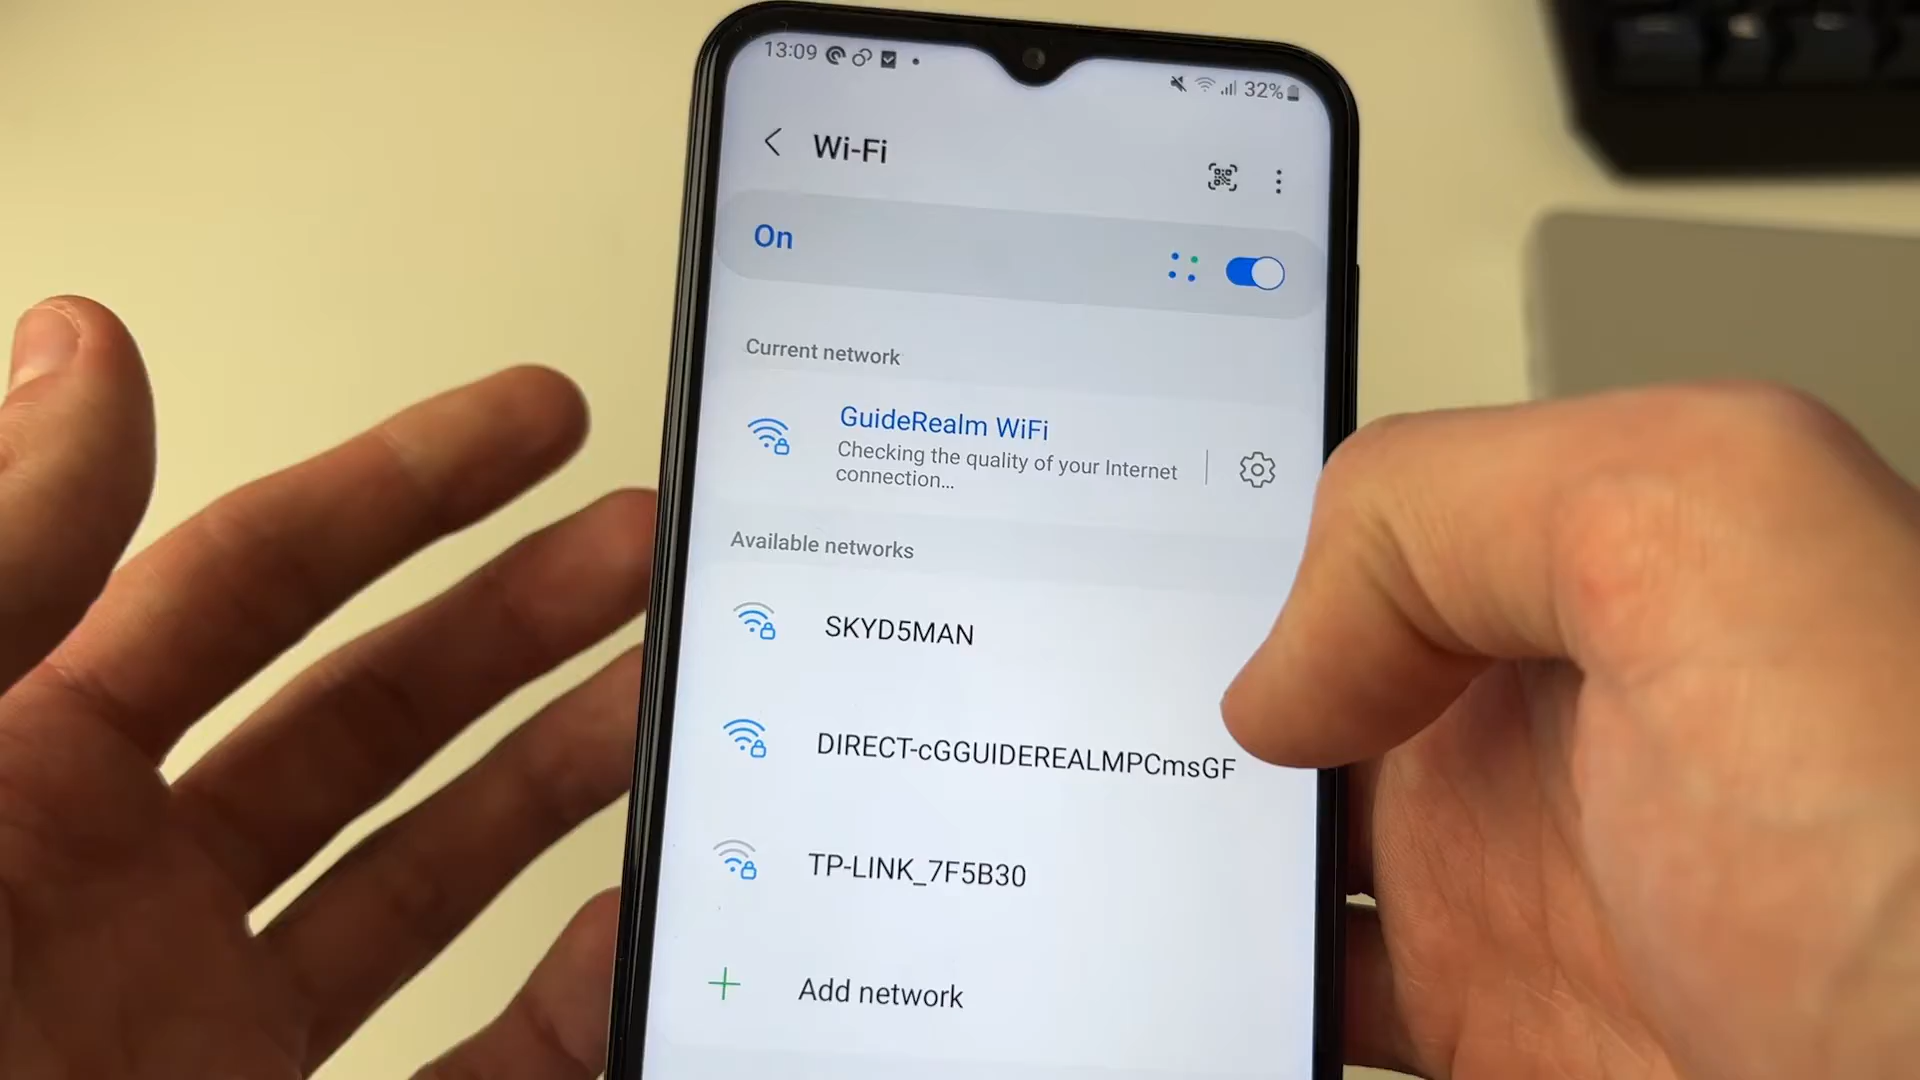 13:09
32%
Wi-Fi
On
Current network
GuideRealm WiFi
Checking the quality of your Internet
connection...
Available networks
SKYD5MAN
DIRECT-cGGUIDEREALMPCmsGF
TP-LINK_7F5B30
Add network